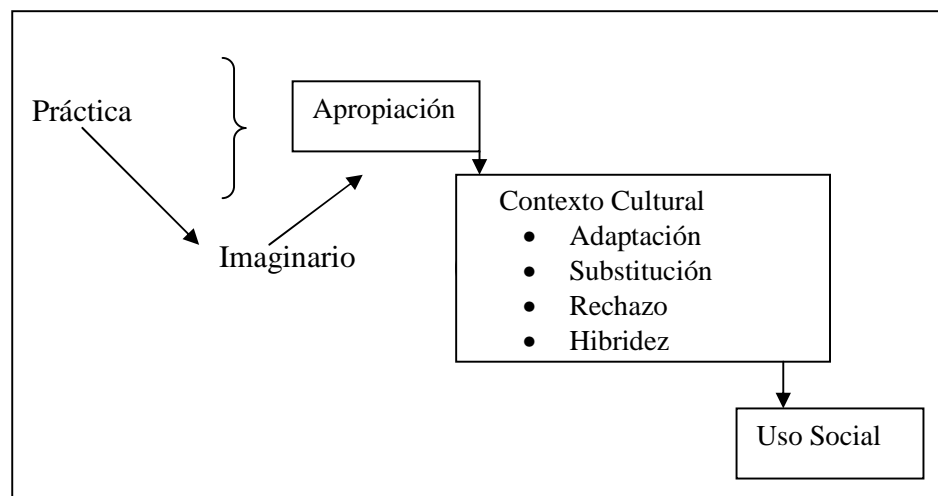 Práctica
Apropiación
Imaginario
Contexto Cultural
• Adaptación
• Substitución
• Rechazo
• Hibridez
Uso Social